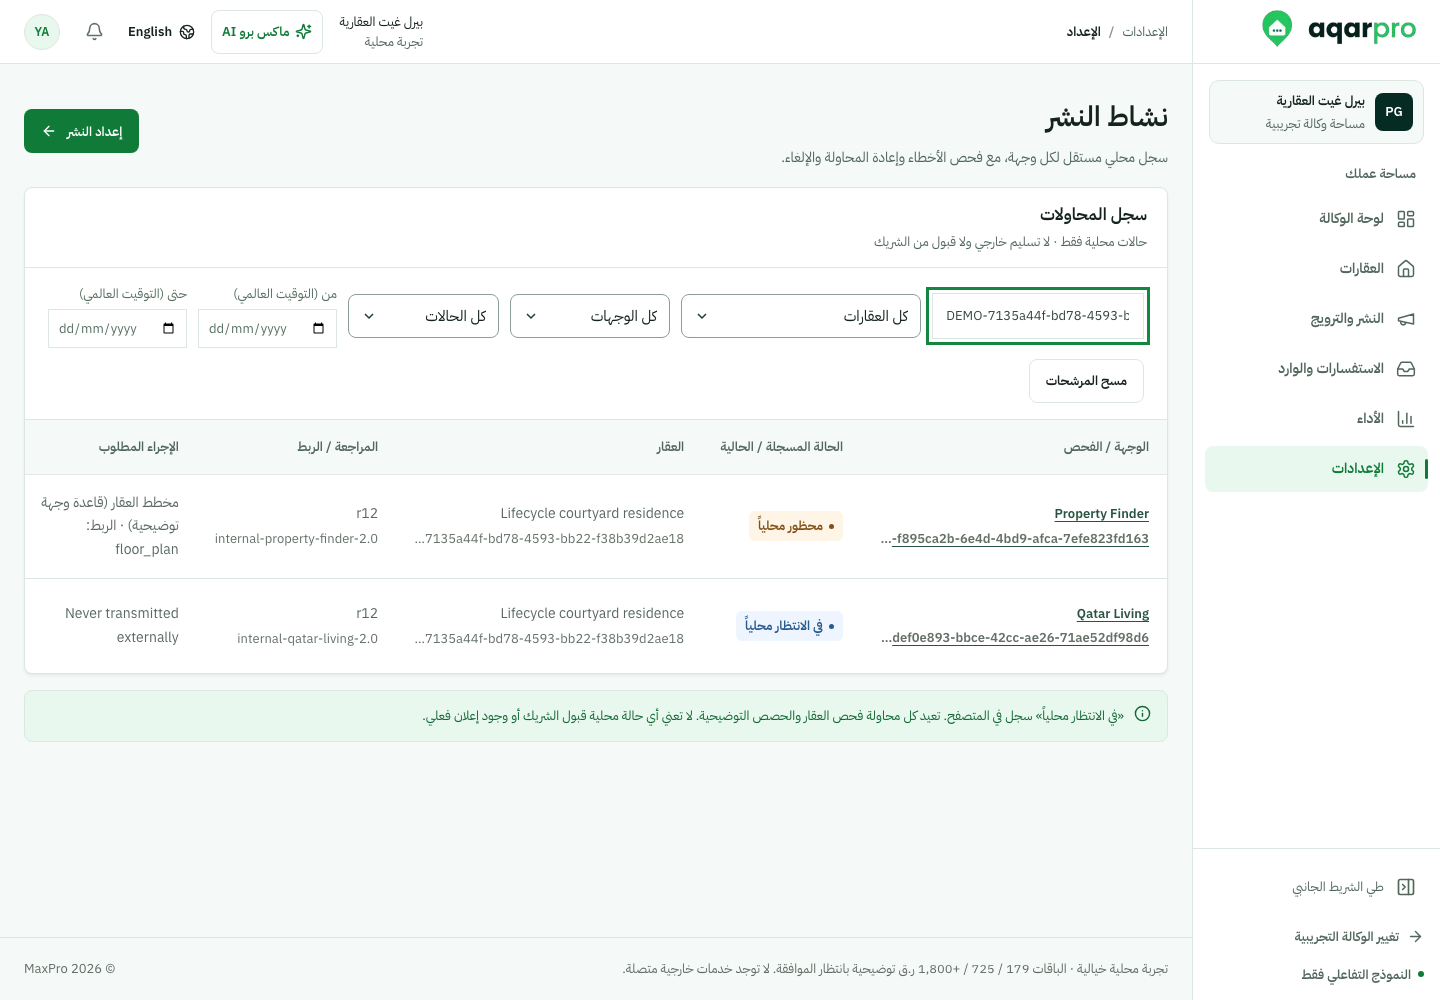 aqarpro
الإعدادات / الإعداد
بيرل غيت العقارية
تجربة محلية
ماكس برو AI
English
YA
PG
بيرل غيت العقارية
مساحة وكالة تجريبية
مساحة عملك
لوحة الوكالة
العقارات
النشر والترويج
الاستفسارات والوارد
الأداء
الإعدادات
طي الشريط الجانبي
تغيير الوكالة التجريبية
النموذج التفاعلي فقط
نشاط النشر
سجل محلي مستقل لكل وجهة، مع فحص الأخطاء وإعادة المحاولة والإلغاء.
إعداد النشر
سجل المحاولات
حالات محلية فقط · لا تسليم خارجي ولا قبول من الشريك
DEMO-7135a44f-bd78-4593-b
كل العقارات
كل الوجهات
كل الحالات
من (التوقيت العالمي)
dd/mm/yyyy
حتى (التوقيت العالمي)
dd/mm/yyyy
مسح المرشحات
الوجهة / الفحص
الحالة المسجلة / الحالية
العقار
المراجعة / الربط
الإجراء المطلوب
Property Finder
...-f895ca2b-6e4d-4bd9-afca-7efe823fd163
محظور محلياً
Lifecycle courtyard residence
...7135a44f-bd78-4593-bb22-f38b39d2ae18
r12
internal-property-finder-2.0
مخطط العقار (قاعدة وجهة
توضيحية) · الربط:
floor_plan
Qatar Living
...def0e893-bbce-42cc-ae26-71ae52df98d6
في الانتظار محلياً
Lifecycle courtyard residence
...7135a44f-bd78-4593-bb22-f38b39d2ae18
r12
internal-qatar-living-2.0
Never transmitted
externally
«في الانتظار محلياً» سجل في المتصفح. تعيد كل محاولة فحص العقار والحصص التوضيحية. لا تعني أي حالة محلية قبول الشريك أو وجود إعلان فعلي.
تجربة محلية خيالية · الباقات 179 / 725 / +1,800 ر.ق توضيحية بانتظار الموافقة. لا توجد خدمات خارجية متصلة.
© 2026 MaxPro